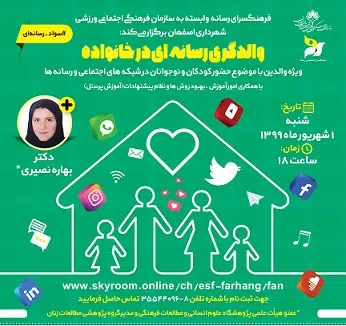 فرهنگسرای رسانه وابسته به سازمان فرهنگی اجتماعی ورزشی
شهرداری اصفهان برگزار می‌کند:
#سواد_رسانه‌ای
والدگری رسانه ای در خانواده
ویژه والدین با موضوع حضور کودکان و نوجوانان در شبکه های اجتماعی و رسانه ها
با همکاری امور آموزش ، بهبود روش ها و نظام پیشنهادات (آموزش پرسنل)
تاریخ:
شنبه
۱ شهریور ماه ۱۳۹۹
زمان:
ساعت ۱۸
دکتر
بهاره نصیری*
www.skyroom.online/ch/esf-farhang/fan
جهت ثبت نام با شماره تلفن ۸-۳۵۵۴۴۰۹۶ تماس حاصل فرمایید
*عضو هیأت علمی پژوهشگاه علوم انسانی و مطالعات فرهنگی و مدیر گروه پژوهشی مطالعات زنان